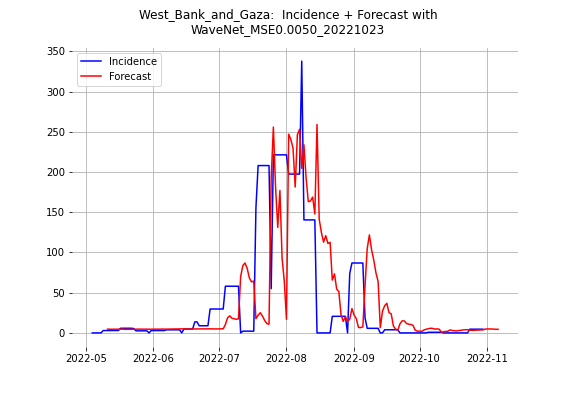 West_Bank_and_Gaza:  Incidence + Forecast with
WaveNet_MSE0.0050_20221023
Incidence
Forecast
350
300
250
200
150
100
50
0
2022-05 2022-06 2022-07 2022-08 2022-09 2022-10 2022-11